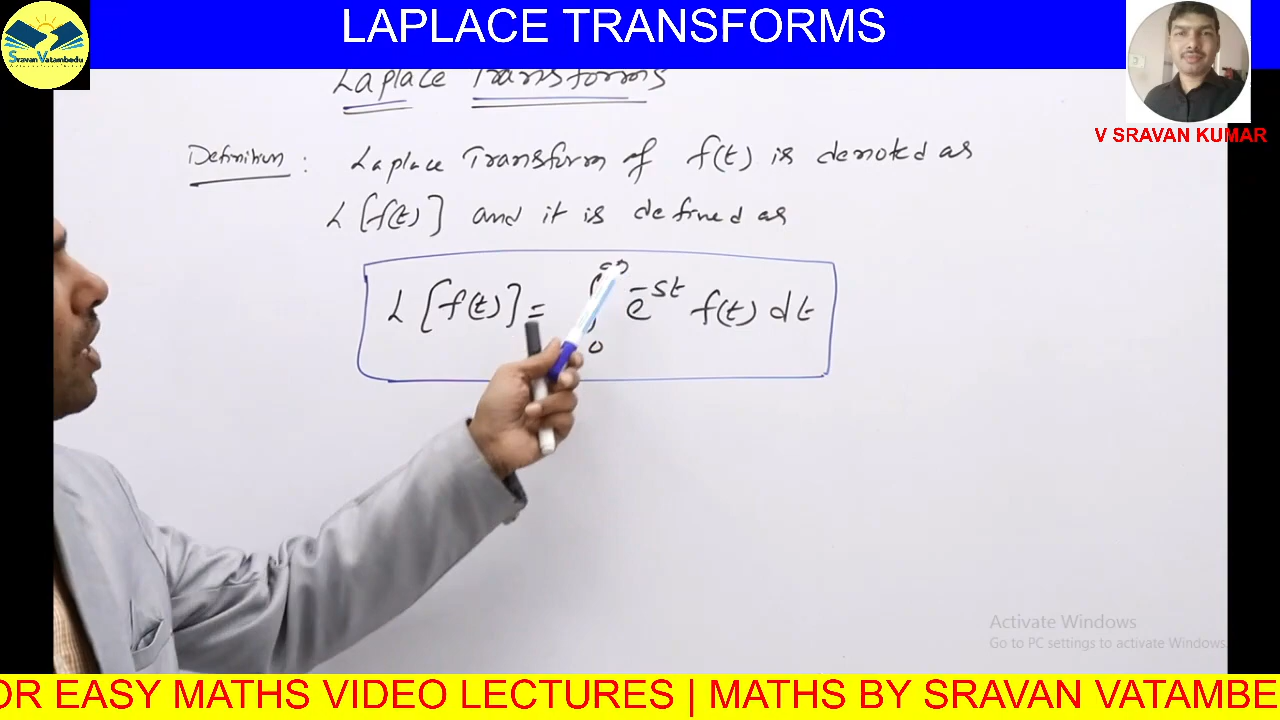 LAPLACE TRANSFORMS
Sravan Vatambedu
V SRAVAN KUMAR
Laplace Transforms
Definition : Laplace Transform of f(t) is denoted as
L [f(t)] and it is defined as
L [f(t)] = ∫₀^∞ e^-st f(t) dt
Activate Windows
Go to PC settings to activate Windows.
OR EASY MATHS VIDEO LECTURES | MATHS BY SRAVAN VATAMBE